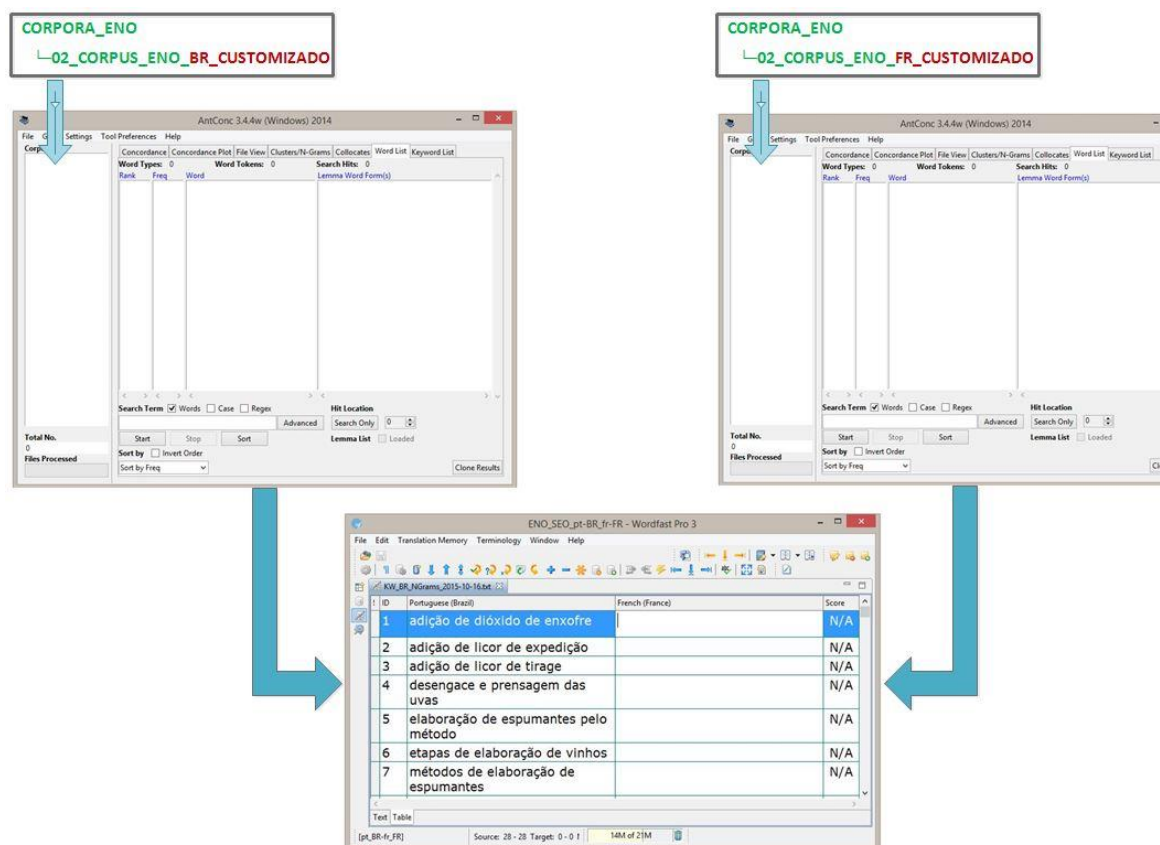 CORPORA_ENO
└─02_CORPUS_ENO_BR_CUSTOMIZADO
CORPORA_ENO
└─02_CORPUS_ENO_FR_CUSTOMIZADO
AntConc 3.4.4w (Windows) 2014
File Settings Tool Preferences Help
Concordance Concordance Plot File View Clusters/N-Grams Collocates Word List Keyword List
Word Types: 0 Word Tokens: 0 Search Hits: 0
Rank Freq Word Lemma Word Form(s)
Search Term Words Case Regex Hit Location
Advanced Search Only 0
Total No.
0
Files Processed
Start Stop Sort Lemma List Loaded
Sort by Invert Order
Sort by Freq Clone Results
AntConc 3.4.4w (Windows) 2014
File Settings Tool Preferences Help
Concordance Concordance Plot File View Clusters/N-Grams Collocates Word List Keyword List
Word Types: 0 Word Tokens: 0 Search Hits: 0
Rank Freq Word Lemma Word Form(s)
Search Term Words Case Regex Hit Location
Advanced Search Only 0
Total No.
0
Files Processed
Start Stop Sort Lemma List Loaded
Sort by Invert Order
Sort by Freq
ENO_SEO_pt-BR_fr-FR - Wordfast Pro 3
File Edit Translation Memory Terminology Window Help
KW_BR_NGrams_2015-10-16.txt
! ID Portuguese (Brazil) French (France) Score
1 adição de dióxido de enxofre N/A
2 adição de licor de expedição N/A
3 adição de licor de tirage N/A
4 desengace e prensagem das N/A
uvas
5 elaboração de espumantes pelo N/A
método
6 etapas de elaboração de vinhos N/A
7 métodos de elaboração de N/A
espumantes
Text Table
[pt_BR-fr_FR] Source: 28 - 28 Target: 0 - 0 14M of 21M